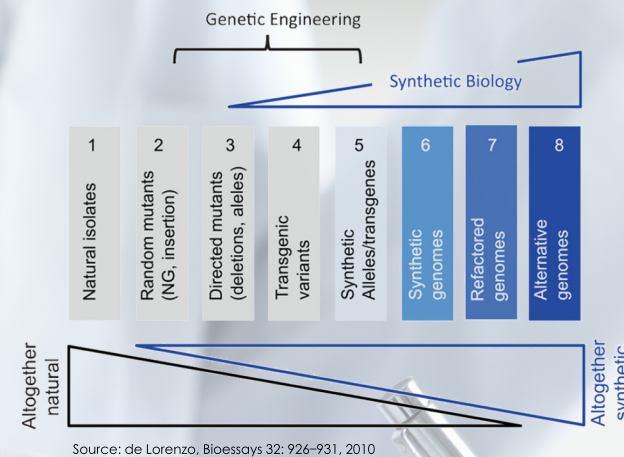 Genetic Engineering
Synthetic Biology
1
Natural isolates
2
Random mutants
(NG, insertion)
3
Directed mutants
(deletions, aleles)
4
Transgenic
variants
5
Synthetic
Alleles/transgenes
6
Synthetic
genomes
7
Refactored
genomes
8
Alternative
genomes
Altogether
natural
Altogether
synthetic
Source: de Lorenzo, Bioessays 32: 926–931, 2010